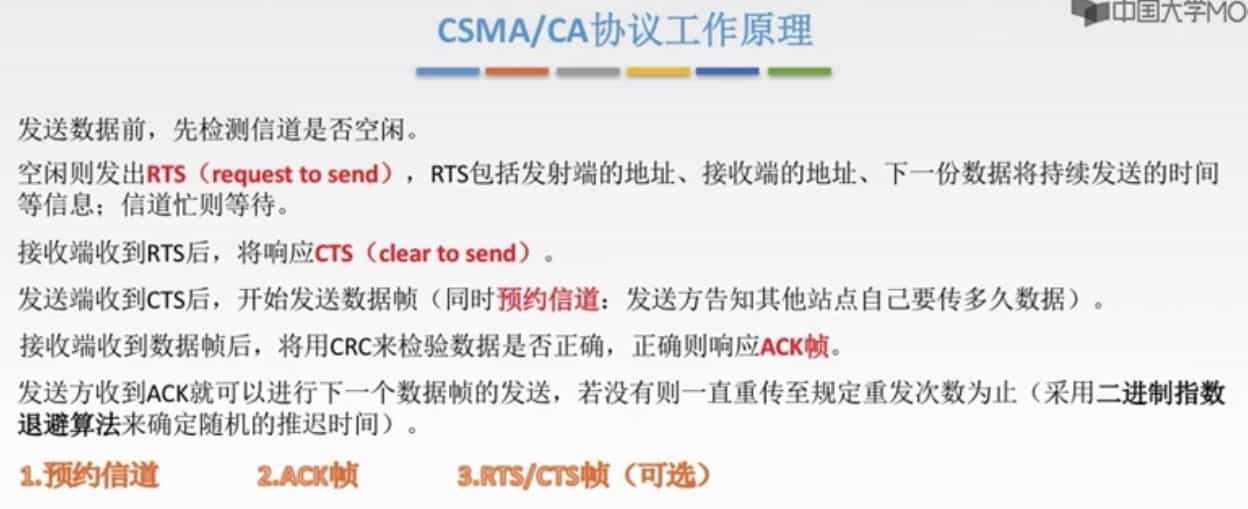 中国大学MO
CSMA/CA协议工作原理
发送数据前，先检测信道是否空闲。
空闲则发出RTS（request to send），RTS包括发射端的地址、接收端的地址、下一份数据将持续发送的时间
等信息；信道忙则等待。
接收端收到RTS后，将响应CTS（clear to send）。
发送端收到CTS后，开始发送数据帧（同时预约信道：发送方告知其他站点自己要传多久数据）。
接收端收到数据帧后，将用CRC来检验数据是否正确，正确则响应ACK帧。
发送方收到ACK就可以进行下一个数据帧的发送，若没有则一直重传至规定重发次数为止（采用二进制指数
退避算法来确定随机的推迟时间）。
1.预约信道 2.ACK帧 3.RTS/CTS帧（可选）